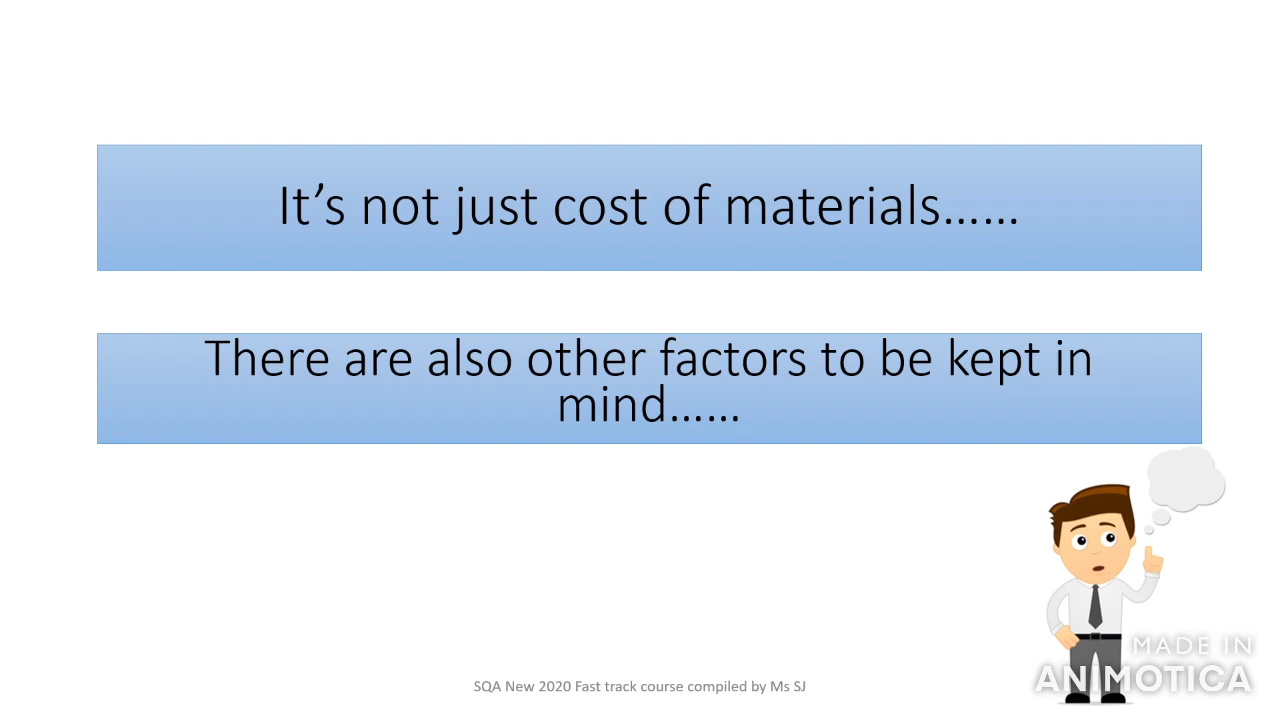 It’s not just cost of materials……
There are also other factors to be kept in
mind……
MADE IN
ANIMOTICA
SQA New 2020 Fast track course compiled by Ms SJ